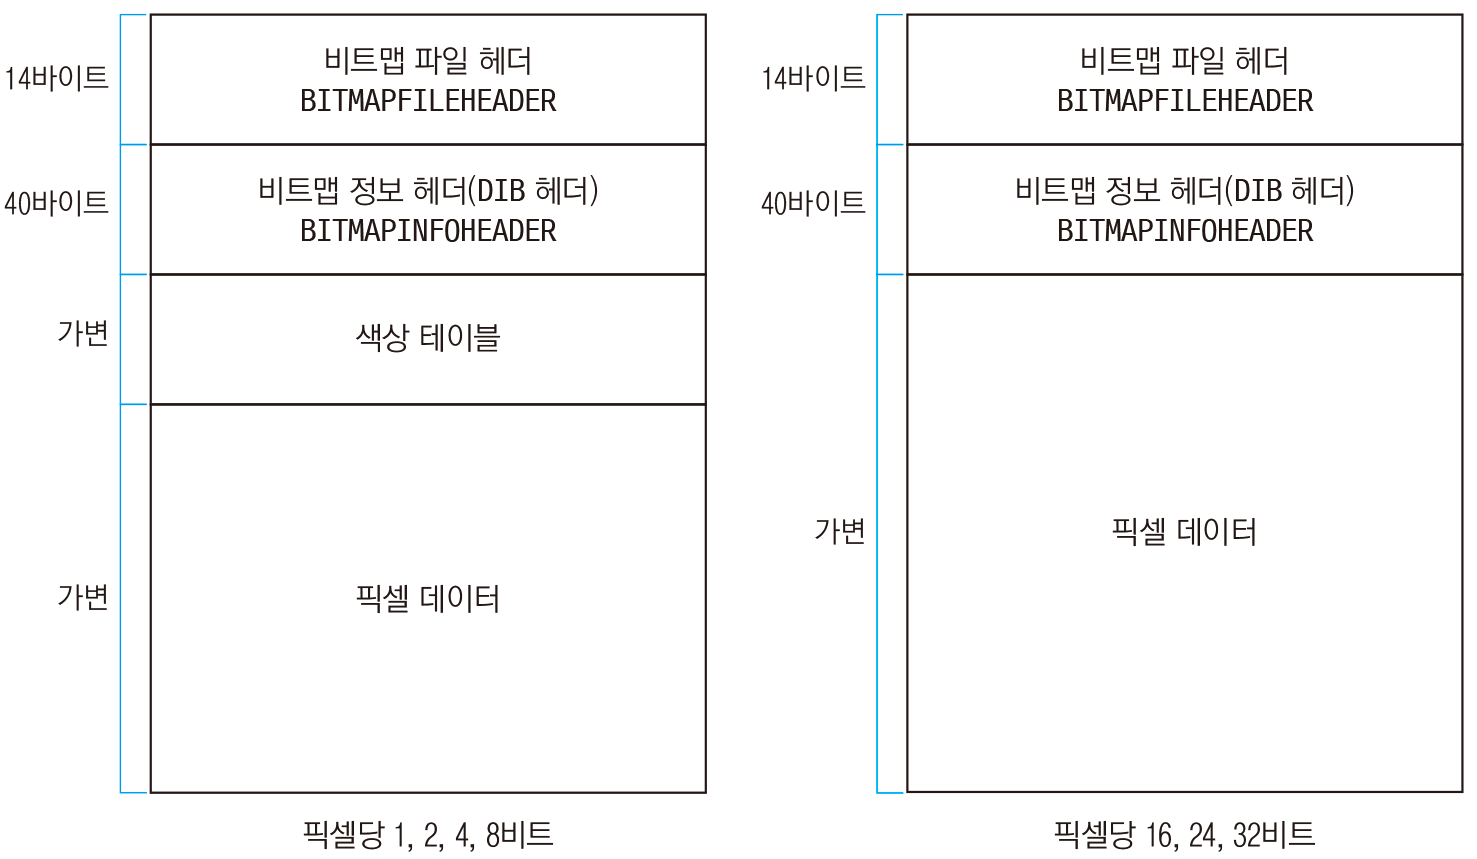 14바이트
비트맵 파일 헤더
BITMAPFILEHEADER
40바이트
비트맵 정보 헤더(DIB 헤더)
BITMAPINFOHEADER
가변
색상 테이블
가변
픽셀 데이터
픽셀당 1, 2, 4, 8비트
14바이트
비트맵 파일 헤더
BITMAPFILEHEADER
40바이트
비트맵 정보 헤더(DIB 헤더)
BITMAPINFOHEADER
가변
픽셀 데이터
픽셀당 16, 24, 32비트